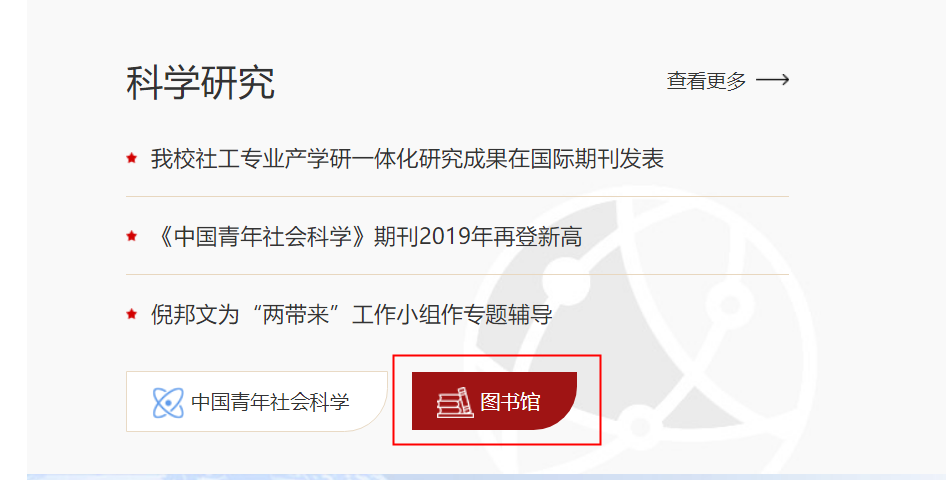 科学研究
查看更多
我校社工专业产学研一体化研究成果在国际期刊发表
《中国青年社会科学》期刊2019年再登新高
倪邦文为“两带来”工作小组作专题辅导
中国青年社会科学
图书馆